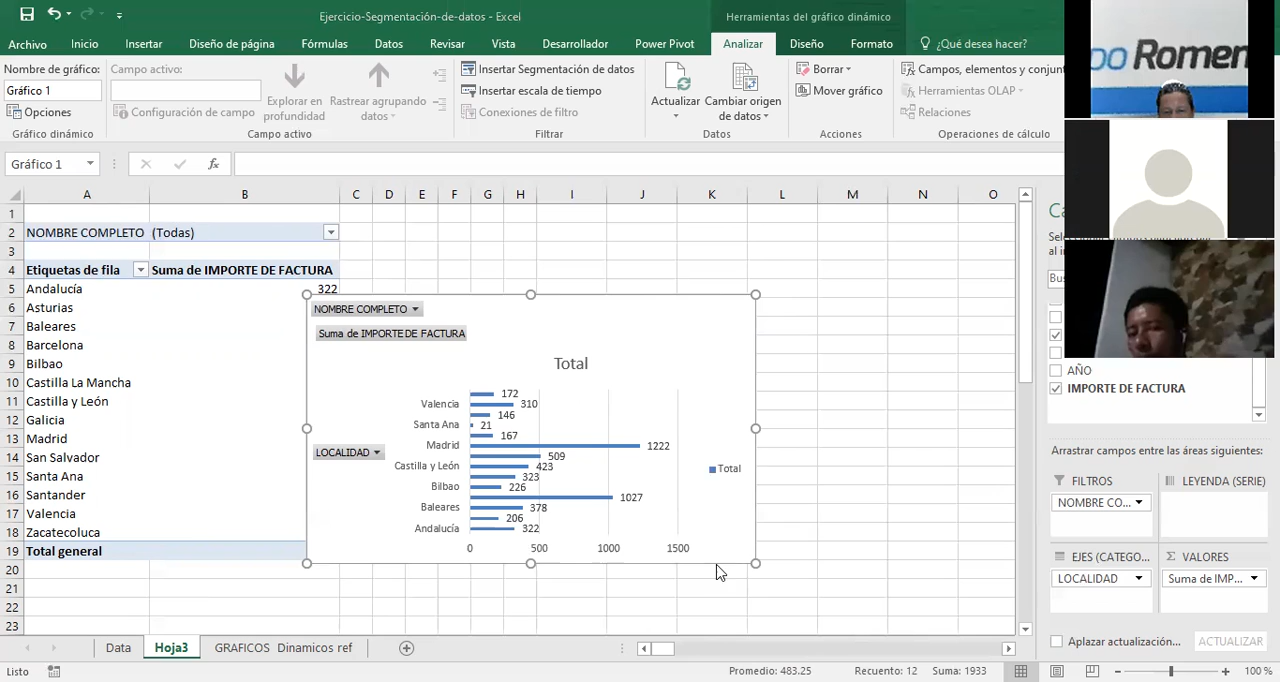 Ejercicio-Segmentación-de-datos - Excel
Herramientas del gráfico dinámico
Archivo Inicio Insertar Diseño de página Fórmulas Datos Revisar Vista Desarrollador Power Pivot Analizar Diseño Formato ¿Qué desea hacer?
Nombre de gráfico:
Gráfico 1
Opciones
Gráfico dinámico
Campo activo:
Configuración de campo
Explorar en profundidad
Rastrear agrupando datos
Campo activo
Insertar Segmentación de datos
Insertar escala de tiempo
Conexiones de filtro
Filtrar
Actualizar
Cambiar origen de datos
Datos
Borrar
Mover gráfico
Acciones
Campos, elementos y conjunt
Herramientas OLAP
Relaciones
Operaciones de cálculo
oo Romen
Gráfico 1
fx
A B C D E F G H I J K L M N O
1
2 NOMBRE COMPLETO (Todas)
3
4 Etiquetas de fila Suma de IMPORTE DE FACTURA
5 Andalucía 322
6 Asturias
7 Baleares
8 Barcelona
9 Bilbao
10 Castilla La Mancha
11 Castilla y León
12 Galicia
13 Madrid
14 San Salvador
15 Santa Ana
16 Santander
17 Valencia
18 Zacatecoluca
19 Total general
20
21
22
23
NOMBRE COMPLETO
Suma de IMPORTE DE FACTURA
Total
172
Valencia 310
146
Santa Ana 21
167
Madrid 1222
509
Castilla y León 423
323
Bilbao 226
1027
Baleares 378
206
Andalucía 322
0 500 1000 1500
LOCALIDAD
Total
Ca
al i
Bus
AÑO
IMPORTE DE FACTURA
Arrastrar campos entre las áreas siguientes:
FILTROS
NOMBRE CO...
LEYENDA (SERIE)
EJES (CATEGO...
LOCALIDAD
VALORES
Suma de IMP...
Aplazar actualización...
ACTUALIZAR
Data Hoja3 GRAFICOS Dinamicos ref
Listo
Promedio: 483.25 Recuento: 12 Suma: 1933
100 %